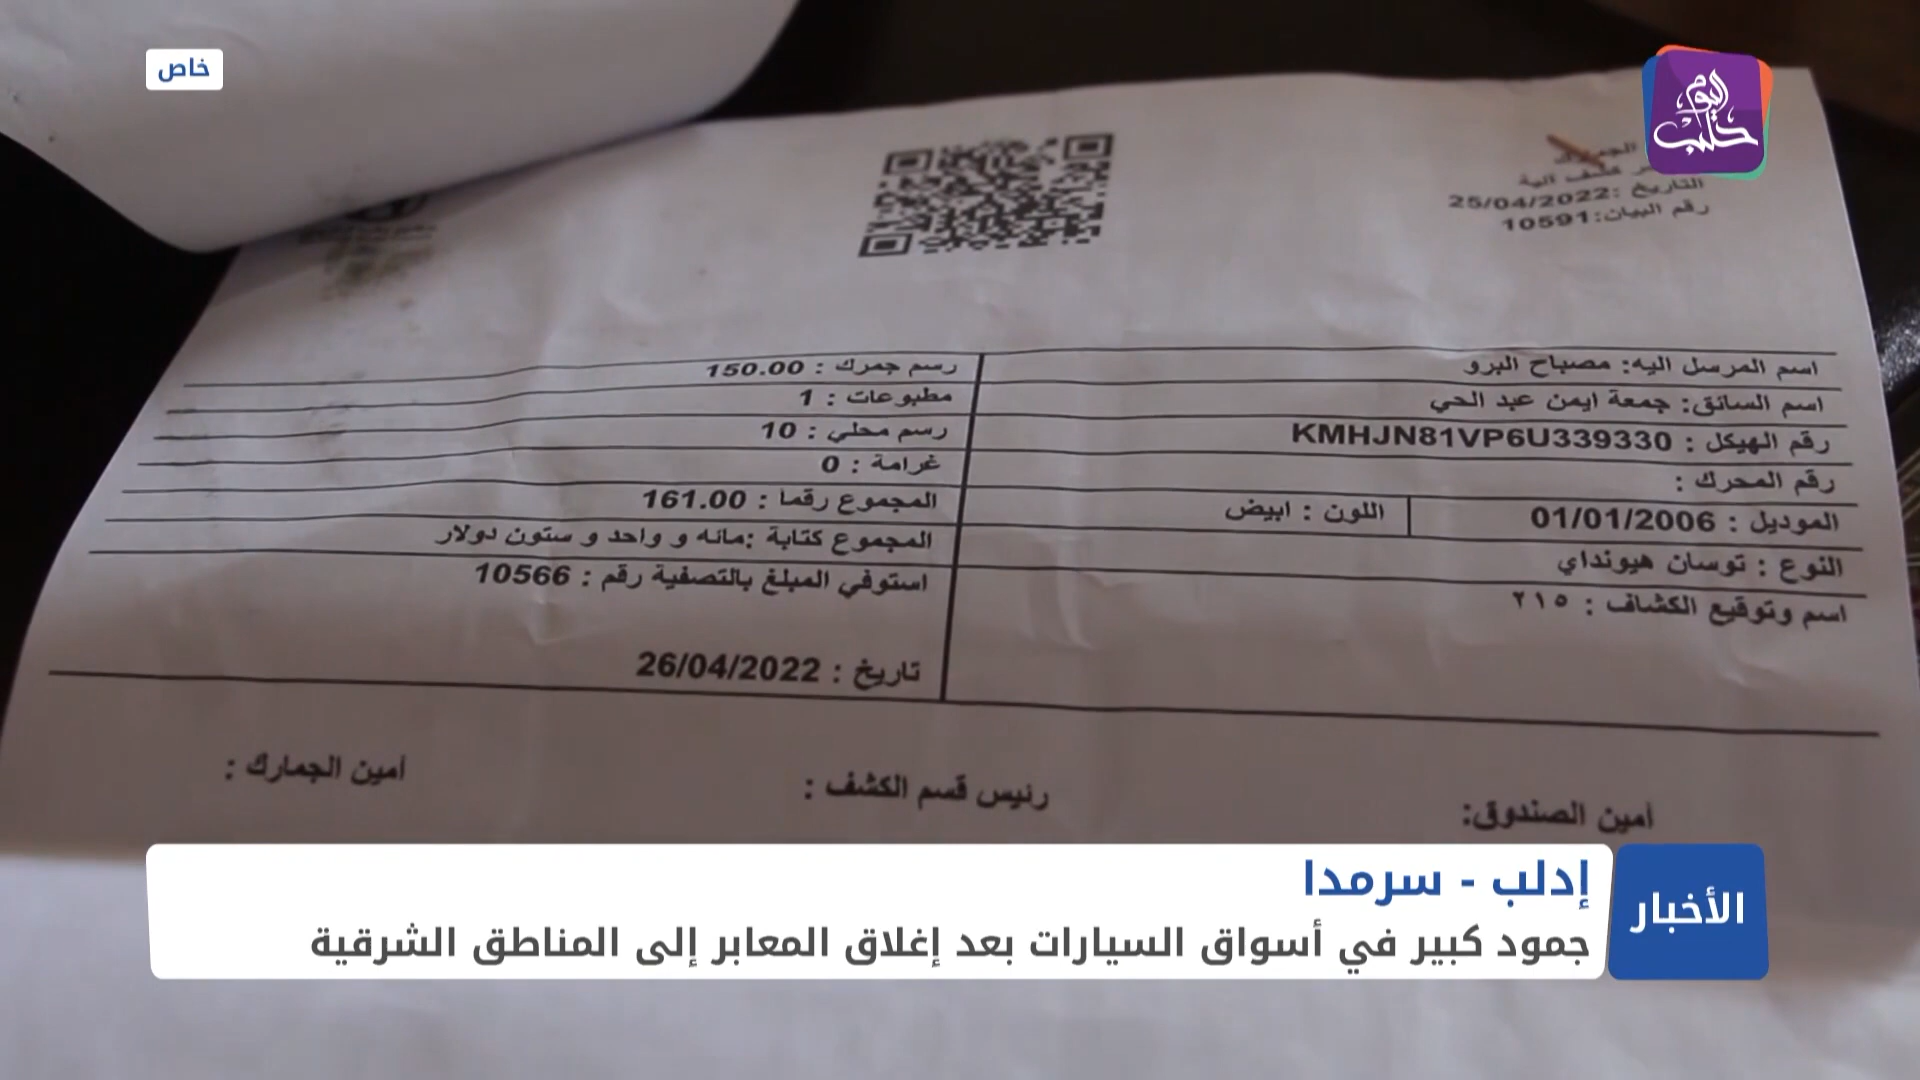 خاص
اليوم
حلب
التاريخ :25/04/2022
رقم البيان:10591
اسم المرسل اليه: مصباح البرو
اسم السائق: جمعة ايمن عبد الحي
رقم الهيكل : KMHJN81VP6U339330
رقم المحرك :
الموديل : 01/01/2006
اللون : ابيض
النوع : توسان هيونداي
اسم وتوقيع الكشاف : ٢١٥
رسم جمرك : 150.00
مطبوعات : 1
رسم محلي : 10
غرامة : 0
المجموع رقما : 161.00
المجموع كتابة :مائه و واحد و ستون دولار
استوفي المبلغ بالتصفية رقم : 10566
تاريخ : 26/04/2022
أمين الصندوق:
رئيس قسم الكشف :
أمين الجمارك :
الأخبار
إدلب - سرمدا
جمود كبير في أسواق السيارات بعد إغلاق المعابر إلى المناطق الشرقية